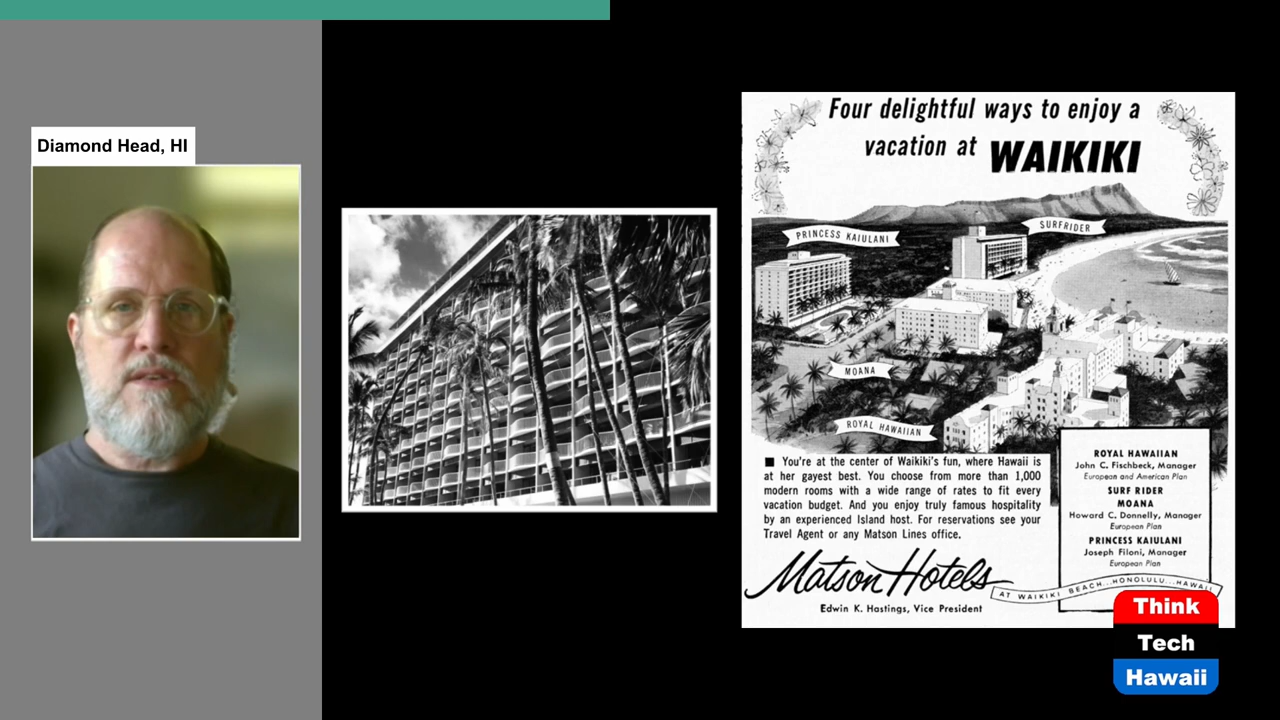 Diamond Head, HI
Four delightful ways to enjoy a
vacation at WAIKIKI
PRINCESS KAIULANI
SURFRIDER
MOANA
ROYAL HAWAIIAN
■ You're at the center of Waikiki's fun, where Hawaii is
at her gayest best. You choose from more than 1,000
modern rooms with a wide range of rates to fit every
vacation budget. And you enjoy truly famous hospitality
by an experienced Island host. For reservations see your
Travel Agent or any Matson Lines office.
Matson Hotels
Edwin K. Hastings, Vice President
ROYAL HAWAIIAN
John C. Fischbeck, Manager
European and American Plan
SURF RIDER
MOANA
Howard C. Donnelly, Manager
European Plan
PRINCESS KAIULANI
Joseph Filoni, Manager
European Plan
AT WAIKIKI BEACH...HONOLULU...HAWAII
Think
Tech
Hawaii